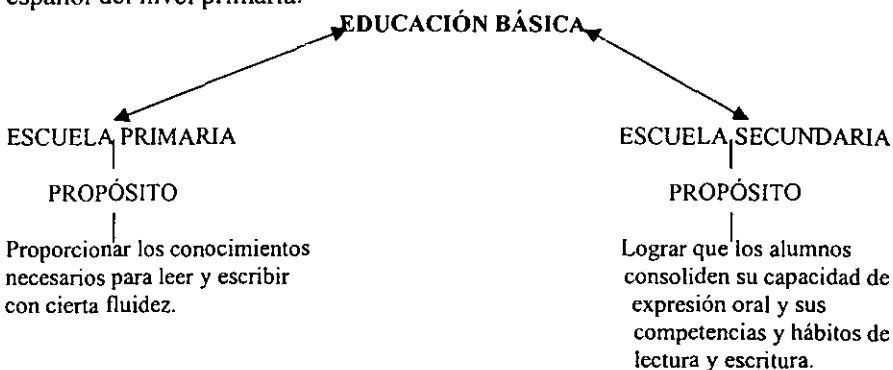 español del nivel primaria.
EDUCACIÓN BÁSICA
ESCUELA PRIMARIA
ESCUELA SECUNDARIA
PROPÓSITO
PROPÓSITO
Proporcionar los conocimientos
necesarios para leer y escribir
con cierta fluidez.
Lograr que los alumnos
consoliden su capacidad de
expresión oral y sus
competencias y hábitos de
lectura y escritura.